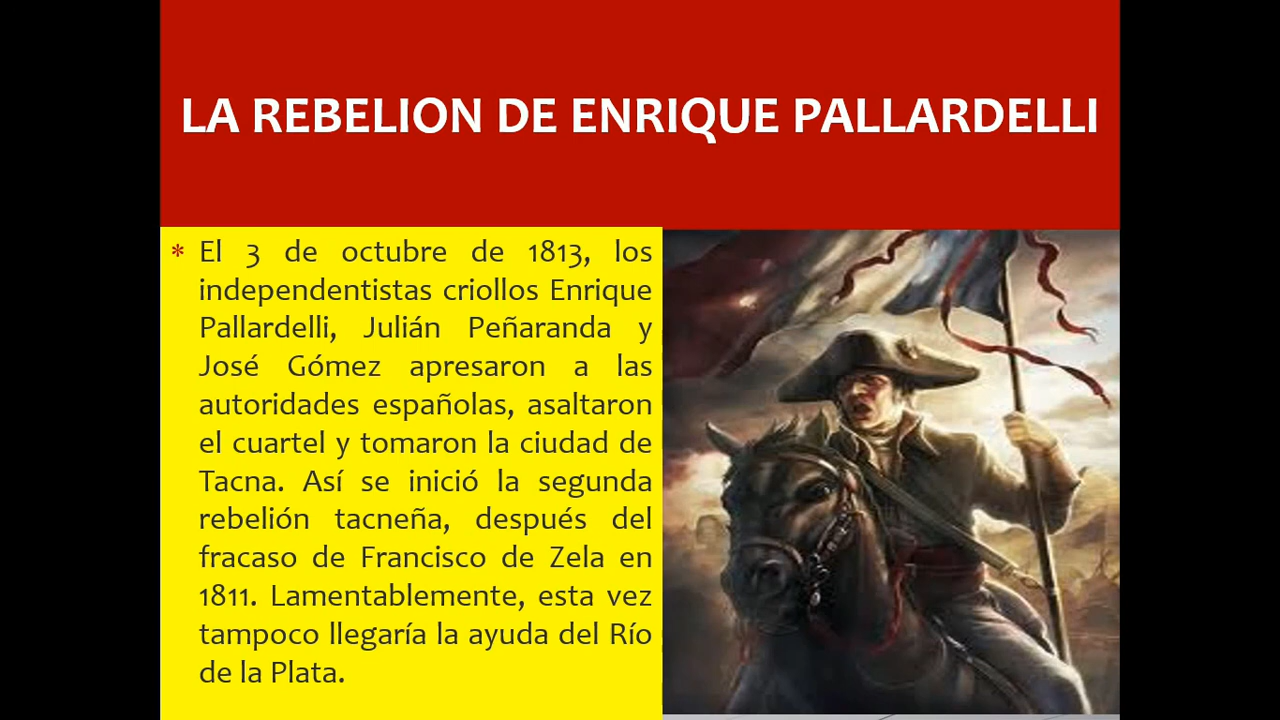 LA REBELION DE ENRIQUE PALLARDELLI
* El 3 de octubre de 1813, los
independentistas criollos Enrique
Pallardelli, Julián Peñaranda y
José Gómez apresaron a las
autoridades españolas, asaltaron
el cuartel y tomaron la ciudad de
Tacna. Así se inició la segunda
rebelión tacneña, después del
fracaso de Francisco de Zela en
1811. Lamentablemente, esta vez
tampoco llegaría la ayuda del Río
de la Plata.